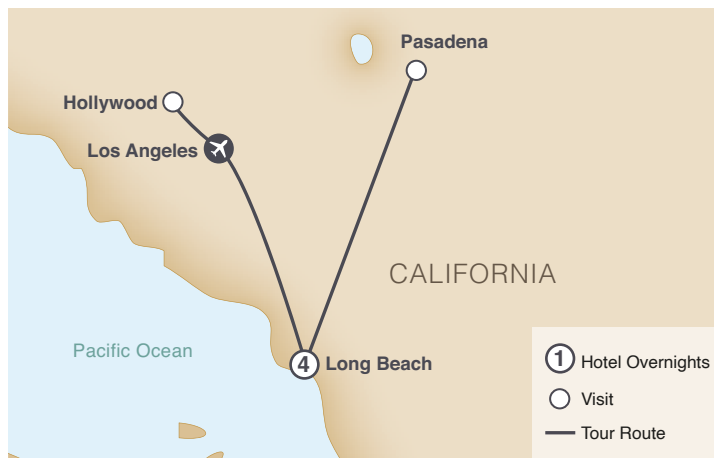 Pasadena
Hollywood
Los Angeles
CALIFORNIA
Pacific Ocean
4 Long Beach
1 Hotel Overnights
Visit
Tour Route